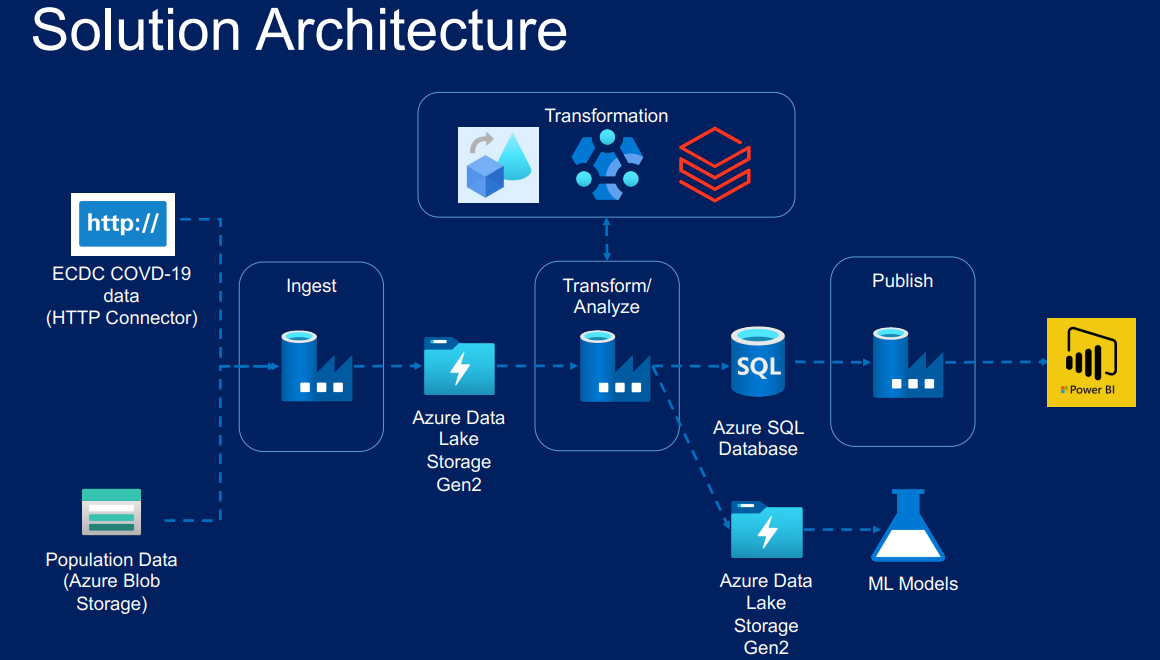 Solution Architecture
Transformation
http://
ECDC COVD-19
data
(HTTP Connector)
Ingest
Transform/
Analyze
Publish
SQL
Power BI
Azure Data
Lake
Storage
Gen2
Azure SQL
Database
Population Data
(Azure Blob
Storage)
Azure Data
Lake
Storage
Gen2
ML Models